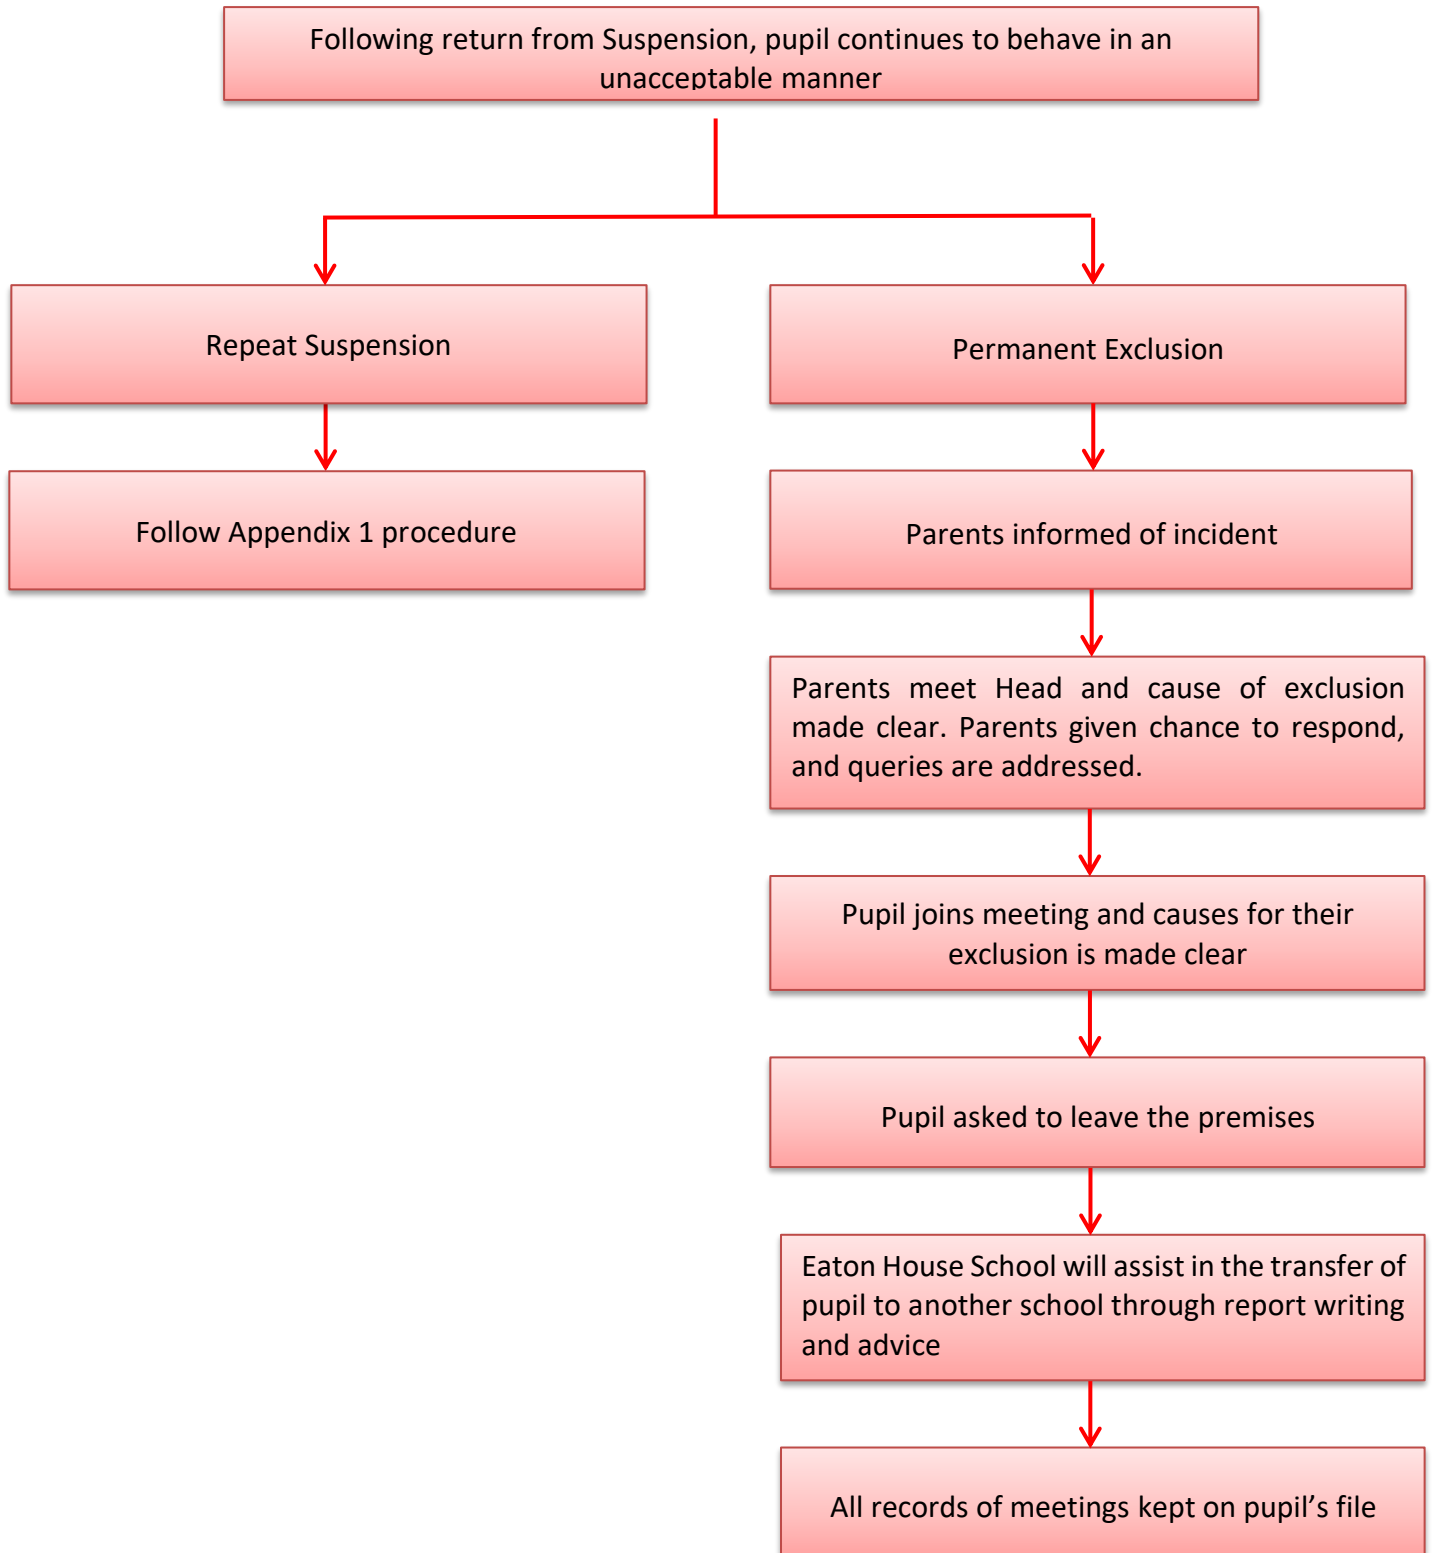 Following return from Suspension, pupil continues to behave in an
unacceptable manner
Repeat Suspension
Permanent Exclusion
Follow Appendix 1 procedure
Parents informed of incident
Parents meet Head and cause of exclusion
made clear. Parents given chance to respond,
and queries are addressed.
Pupil joins meeting and causes for their
exclusion is made clear
Pupil asked to leave the premises
Eaton House School will assist in the transfer of
pupil to another school through report writing
and advice
All records of meetings kept on pupil’s file